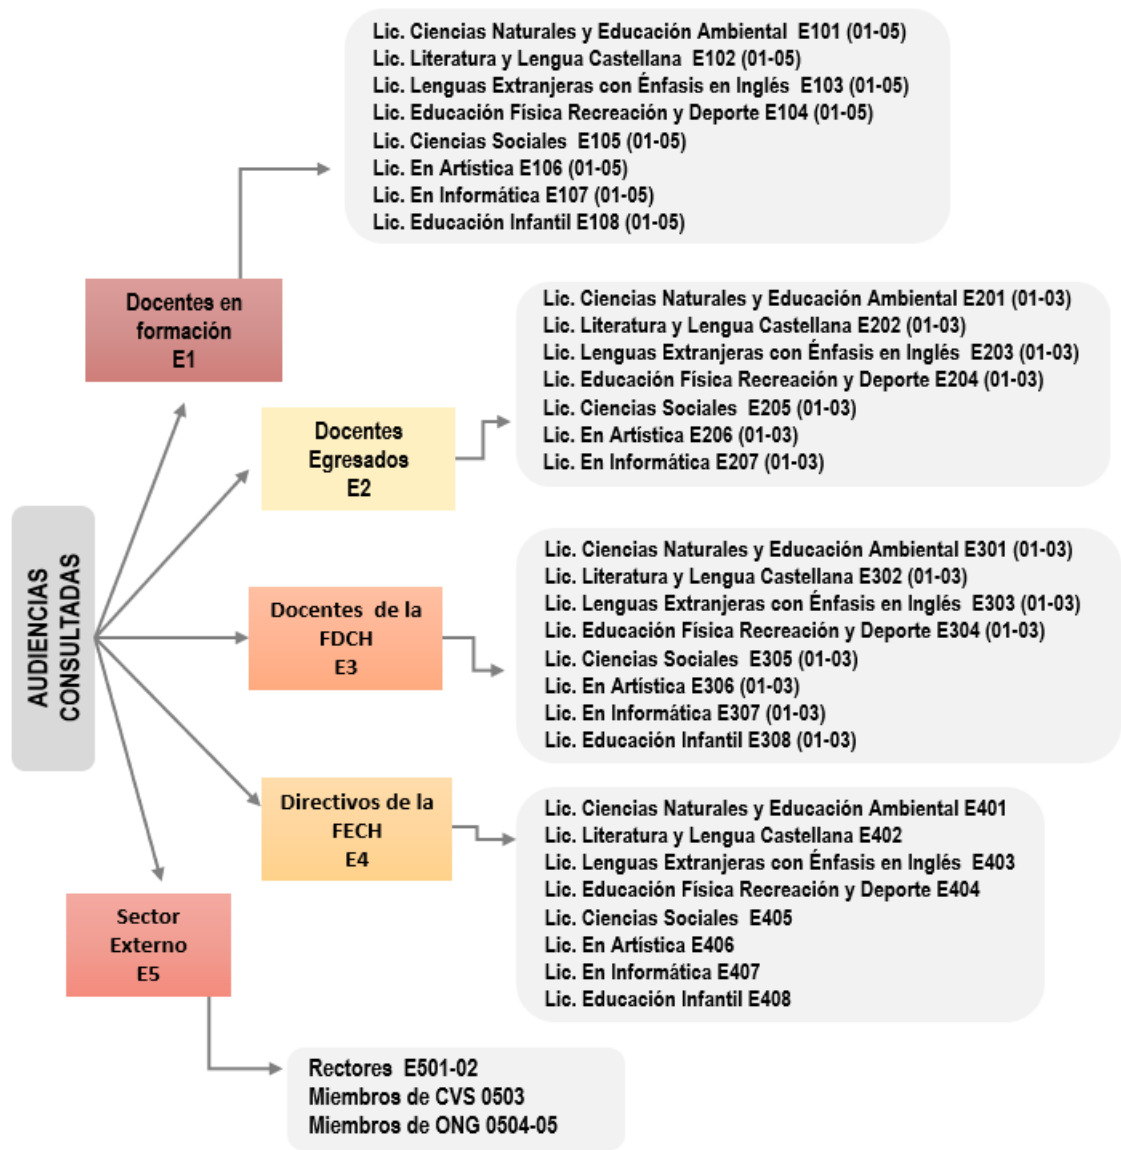 Lic. Ciencias Naturales y Educación Ambiental E101 (01-05)
Lic. Literatura y Lengua Castellana E102 (01-05)
Lic. Lenguas Extranjeras con Énfasis en Inglés E103 (01-05)
Lic. Educación Física Recreación y Deporte E104 (01-05)
Lic. Ciencias Sociales E105 (01-05)
Lic. En Artística E106 (01-05)
Lic. En Informática E107 (01-05)
Lic. Educación Infantil E108 (01-05)
Docentes en
formación
E1
Lic. Ciencias Naturales y Educación Ambiental E201 (01-03)
Lic. Literatura y Lengua Castellana E202 (01-03)
Lic. Lenguas Extranjeras con Énfasis en Inglés E203 (01-03)
Lic. Educación Física Recreación y Deporte E204 (01-03)
Lic. Ciencias Sociales E205 (01-03)
Lic. En Artística E206 (01-03)
Lic. En Informática E207 (01-03)
Docentes
Egresados
E2
AUDIENCIAS
CONSULTADAS
Lic. Ciencias Naturales y Educación Ambiental E301 (01-03)
Lic. Literatura y Lengua Castellana E302 (01-03)
Lic. Lenguas Extranjeras con Énfasis en Inglés E303 (01-03)
Lic. Educación Física Recreación y Deporte E304 (01-03)
Lic. Ciencias Sociales E305 (01-03)
Lic. En Artística E306 (01-03)
Lic. En Informática E307 (01-03)
Lic. Educación Infantil E308 (01-03)
Docentes de la
FDCH
E3
Directivos de la
FECH
E4
Lic. Ciencias Naturales y Educación Ambiental E401
Lic. Literatura y Lengua Castellana E402
Lic. Lenguas Extranjeras con Énfasis en Inglés E403
Lic. Educación Física Recreación y Deporte E404
Lic. Ciencias Sociales E405
Lic. En Artística E406
Lic. En Informática E407
Lic. Educación Infantil E408
Sector
Externo
E5
Rectores E501-02
Miembros de CVS 0503
Miembros de ONG 0504-05